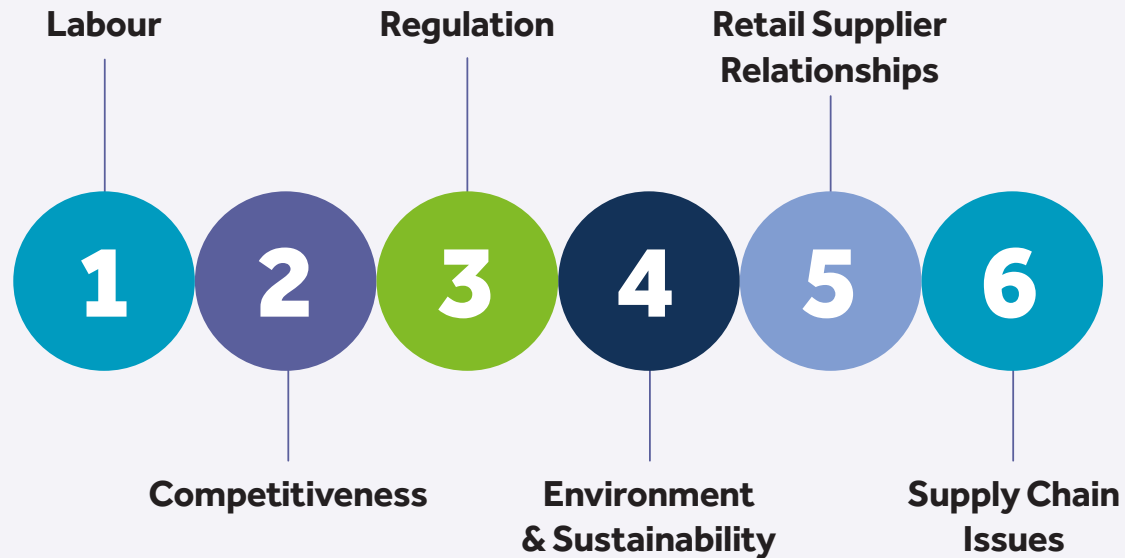 Labour
Regulation
Retail Supplier
Relationships
1
2
3
4
5
6
Competitiveness
Environment
& Sustainability
Supply Chain
Issues